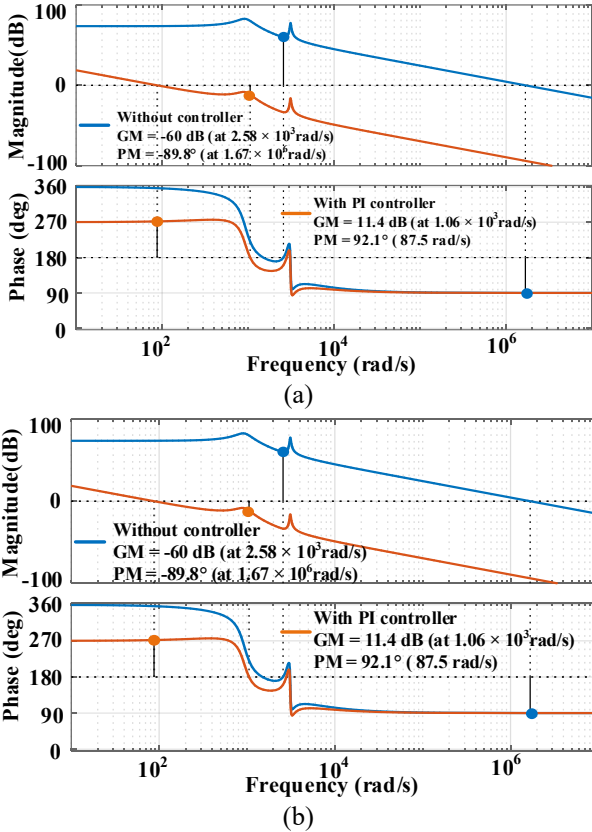 100
0
-100
Magnitude(dB)
Without controller
GM = -60 dB (at 2.58 × 10³rad/s)
PM = -89.8° (at 1.67 × 10⁶rad/s)
360
270
180
90
0
Phase (deg)
With PI controller
GM = 11.4 dB (at 1.06 × 10³rad/s)
PM = 92.1° ( 87.5 rad/s)
10² 10⁴ 10⁶
Frequency (rad/s)
(a)
100
0
-100
Magnitude(dB)
Without controller
GM = -60 dB (at 2.58 × 10³rad/s)
PM = -89.8° (at 1.67 × 10⁶rad/s)
360
270
180
90
0
Phase (deg)
With PI controller
GM = 11.4 dB (at 1.06 × 10³rad/s)
PM = 92.1° ( 87.5 rad/s)
10² 10⁴ 10⁶
Frequency (rad/s)
(b)